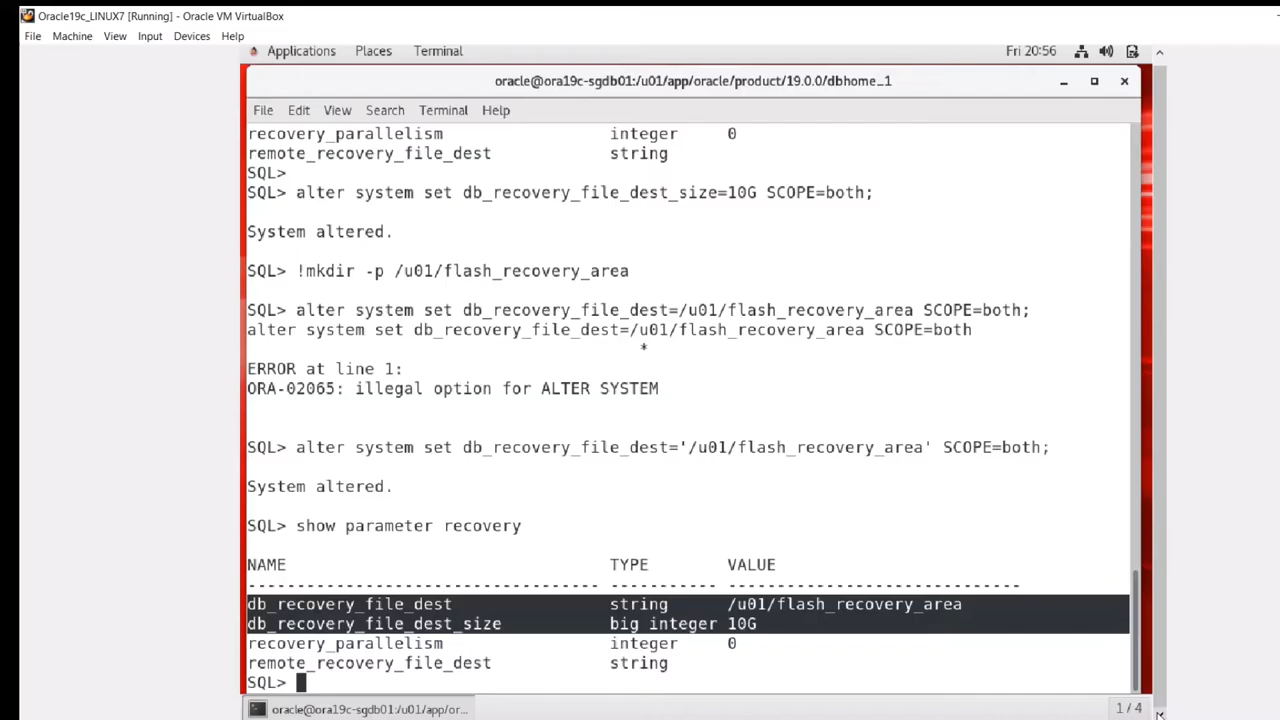 Oracle19c_LINUX7 [Running] - Oracle VM VirtualBox
File Machine View Input Devices Help
Applications Places Terminal Fri 20:56
oracle@ora19c-sgdb01:/u01/app/oracle/product/19.0.0/dbhome_1
File Edit View Search Terminal Help
recovery_parallelism integer 0
remote_recovery_file_dest string
SQL>
SQL> alter system set db_recovery_file_dest_size=10G SCOPE=both;
System altered.
SQL> !mkdir -p /u01/flash_recovery_area
SQL> alter system set db_recovery_file_dest=/u01/flash_recovery_area SCOPE=both;
alter system set db_recovery_file_dest=/u01/flash_recovery_area SCOPE=both
*
ERROR at line 1:
ORA-02065: illegal option for ALTER SYSTEM
SQL> alter system set db_recovery_file_dest='/u01/flash_recovery_area' SCOPE=both;
System altered.
SQL> show parameter recovery
NAME TYPE VALUE
------------------------------------ ----------- ------------------------------
db_recovery_file_dest string /u01/flash_recovery_area
db_recovery_file_dest_size big integer 10G
recovery_parallelism integer 0
remote_recovery_file_dest string
SQL>
oracle@ora19c-sgdb01:/u01/app/or... 1 / 4